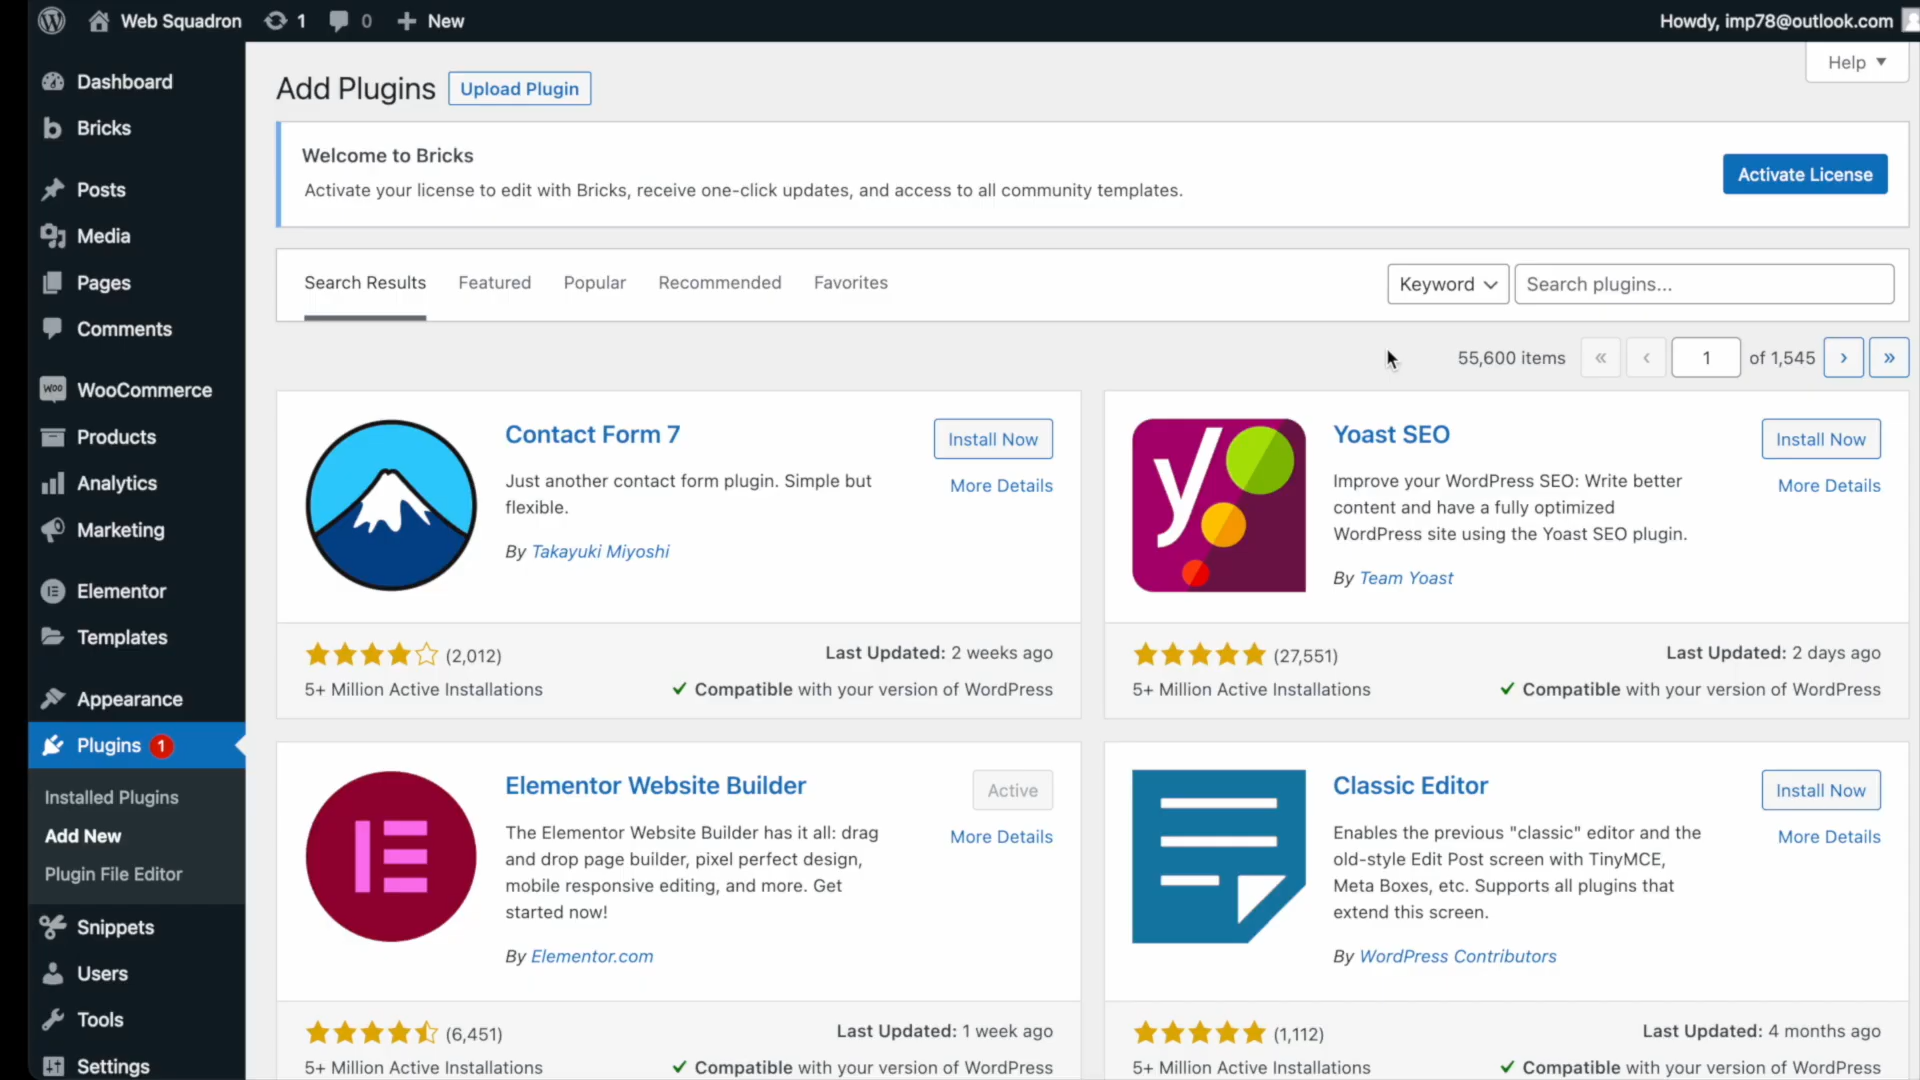 Web Squadron 1 0 New
Howdy, imp78@outlook.com
Dashboard
Bricks
Posts
Media
Pages
Comments
WOO WooCommerce
Products
Analytics
Marketing
Elementor
Templates
Appearance
Plugins 1
Installed Plugins
Add New
Plugin File Editor
Snippets
Users
Tools
Settings
Help
Add Plugins Upload Plugin
Welcome to Bricks
Activate your license to edit with Bricks, receive one-click updates, and access to all community templates.
Activate License
Search Results Featured Popular Recommended Favorites
Keyword Search plugins...
55,600 items « ‹ 1 of 1,545 › »
Contact Form 7
Install Now
More Details
Just another contact form plugin. Simple but
flexible.
By Takayuki Miyoshi
(2,012)
Last Updated: 2 weeks ago
5+ Million Active Installations
Compatible with your version of WordPress
y
Yoast SEO
Install Now
More Details
Improve your WordPress SEO: Write better
content and have a fully optimized
WordPress site using the Yoast SEO plugin.
By Team Yoast
(27,551)
Last Updated: 2 days ago
5+ Million Active Installations
Compatible with your version of WordPress
Elementor Website Builder
Active
More Details
The Elementor Website Builder has it all: drag
and drop page builder, pixel perfect design,
mobile responsive editing, and more. Get
started now!
By Elementor.com
(6,451)
Last Updated: 1 week ago
5+ Million Active Installations
Compatible with your version of WordPress
Classic Editor
Install Now
More Details
Enables the previous "classic" editor and the
old-style Edit Post screen with TinyMCE,
Meta Boxes, etc. Supports all plugins that
extend this screen.
By WordPress Contributors
(1,112)
Last Updated: 4 months ago
5+ Million Active Installations
Compatible with your version of WordPress